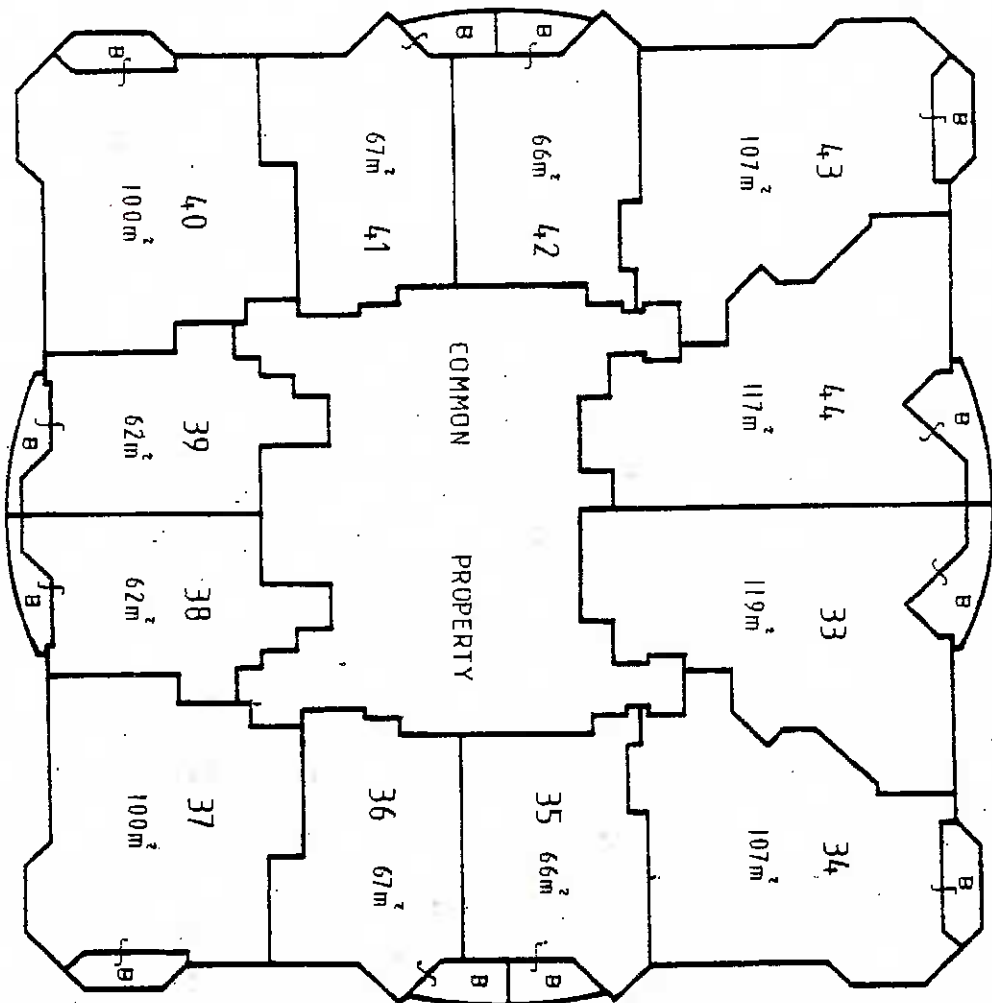 B
43
107m²
B
44
117m²
B
33
119m²
B
34
107m²
B
66m² 42
35 66m²
B
COMMON PROPERTY
B
67m² 41
36 67m²
B
B
40
100m²
39
62m²
B
38
62m²
B
37
100m²
B